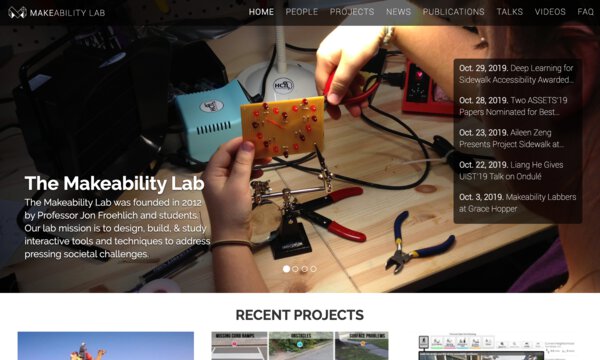 MAKEABILITY LAB
HOME PEOPLE PROJECTS NEWS PUBLICATIONS TALKS VIDEOS FAQ
Oct. 29, 2019. Deep Learning for
Sidewalk Accessibility Awarded...
Oct. 28, 2019. Two ASSETS'19
Papers Nominated for Best...
Oct. 23, 2019. Aileen Zeng
Presents Project Sidewalk at...
Oct. 22, 2019. Liang He Gives
UIST'19 Talk on Ondulé
Oct. 3, 2019. Makeability Labbers
at Grace Hopper
HCIL
The Makeability Lab
The Makeability Lab was founded in 2012
by Professor Jon Froehlich and students.
Our lab mission is to design, build, & study
interactive tools and techniques to address
pressing societal challenges.
RECENT PROJECTS
MISSING CURB RAMPS
OBSTACLES
SURFACE PROBLEMS